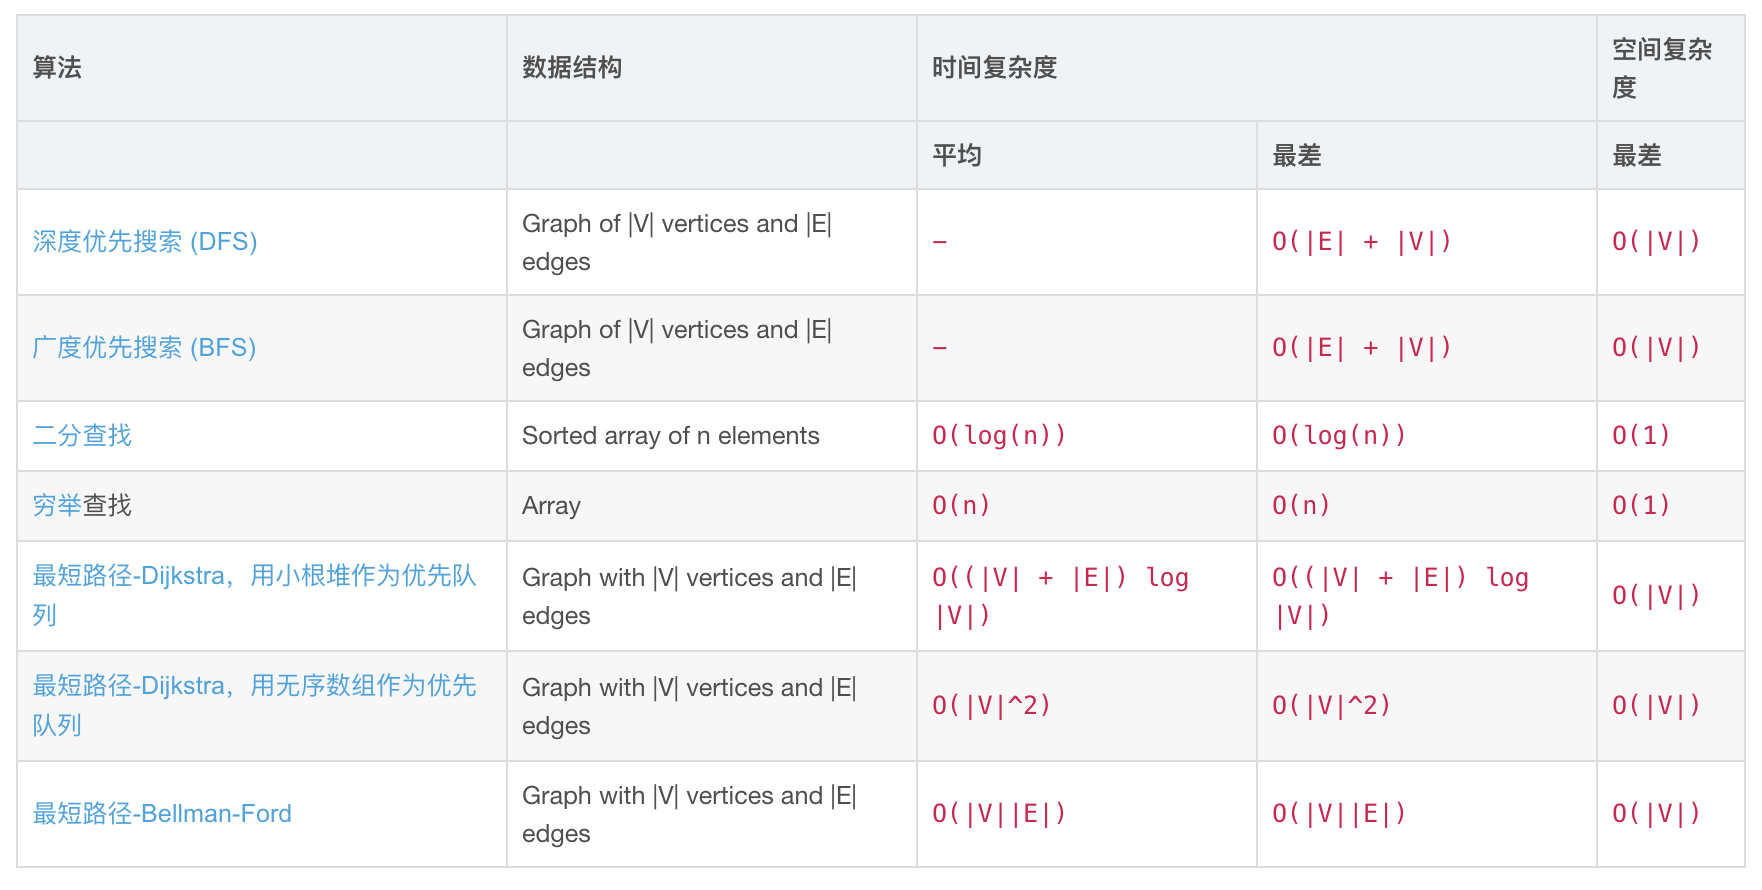 算法
数据结构
时间复杂度
空间复杂
度
平均
最差
最差
深度优先搜索 (DFS)
Graph of |V| vertices and |E|
edges
-
O(|E| + |V|)
O(|V|)
广度优先搜索 (BFS)
Graph of |V| vertices and |E|
edges
-
O(|E| + |V|)
O(|V|)
二分查找
Sorted array of n elements
O(log(n))
O(log(n))
O(1)
穷举查找
Array
O(n)
O(n)
O(1)
最短路径-Dijkstra，用小根堆作为优先队
列
Graph with |V| vertices and |E|
edges
O((|V| + |E|) log
|V|)
O((|V| + |E|) log
|V|)
O(|V|)
最短路径-Dijkstra，用无序数组作为优先
队列
Graph with |V| vertices and |E|
edges
O(|V|^2)
O(|V|^2)
O(|V|)
最短路径-Bellman-Ford
Graph with |V| vertices and |E|
edges
O(|V||E|)
O(|V||E|)
O(|V|)